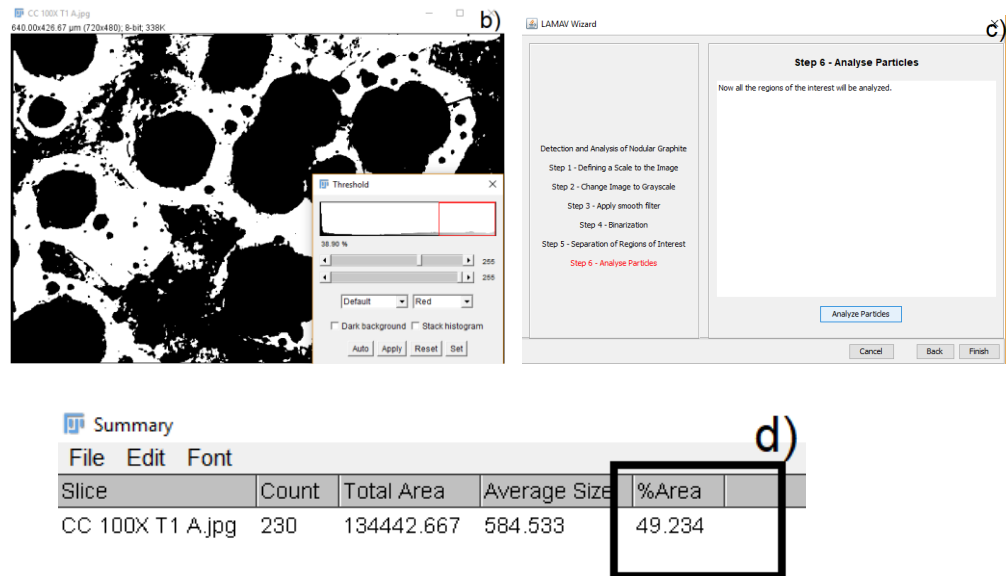 CC 100X T1 A.jpg
b)
640.00x426.67 µm (720x480); 8-bit; 338K
Threshold
38.90 %
255
255
Default
Red
Dark background
Stack histogram
Auto
Apply
Reset
Set
LAMAV Wizard
c)
Detection and Analysis of Nodular Graphite
Step 1 - Defining a Scale to the Image
Step 2 - Change Image to Grayscale
Step 3 - Apply smooth filter
Step 4 - Binarization
Step 5 - Separation of Regions of Interest
Step 6 - Analyse Particles
Step 6 - Analyse Particles
Now all the regions of the interest will be analyzed.
Analyze Particles
Cancel
Back
Finish
Summary
d)
File Edit Font
Slice Count Total Area Average Size %Area
CC 100X T1 A.jpg 230 134442.667 584.533 49.234